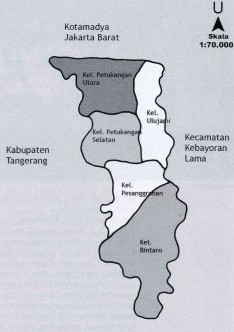 Kotamadya
Jakarta Barat
U
Skala
1:70.000
Kel. Petukangan
Utara
Kel.
Ulujami
Kel. Petukangan
Selatan
Kecamatan
Kebayoran
Lama
Kabupaten
Tangerang
Kel.
Pesanggrahan
Kel.
Bintaro